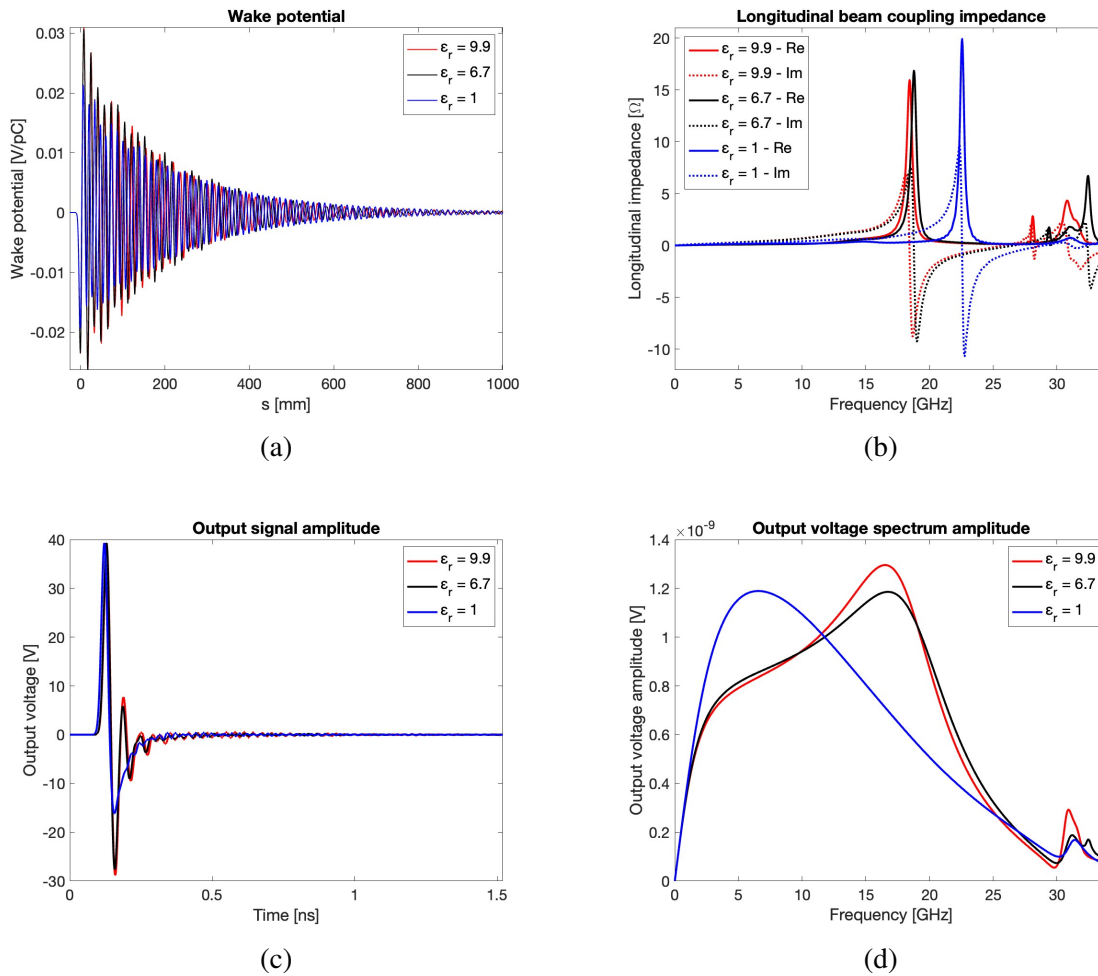 Wake potential
Wake potential [V/pC]
0.03
0.02
0.01
0
-0.01
-0.02
0
200
400
600
800
1000
s [mm]
ε_r = 9.9
ε_r = 6.7
ε_r = 1
(a)
Longitudinal beam coupling impedance
Longitudinal impedance [Ω]
20
15
10
5
0
-5
-10
0
5
10
15
20
25
30
Frequency [GHz]
ε_r = 9.9 - Re
ε_r = 9.9 - Im
ε_r = 6.7 - Re
ε_r = 6.7 - Im
ε_r = 1 - Re
ε_r = 1 - Im
(b)
Output signal amplitude
Output voltage [V]
40
30
20
10
0
-10
-20
-30
0
0.5
1
1.5
Time [ns]
ε_r = 9.9
ε_r = 6.7
ε_r = 1
(c)
Output voltage spectrum amplitude
×10^-9
Output voltage amplitude [V]
1.4
1.2
1
0.8
0.6
0.4
0.2
0
0
5
10
15
20
25
30
Frequency [GHz]
ε_r = 9.9
ε_r = 6.7
ε_r = 1
(d)